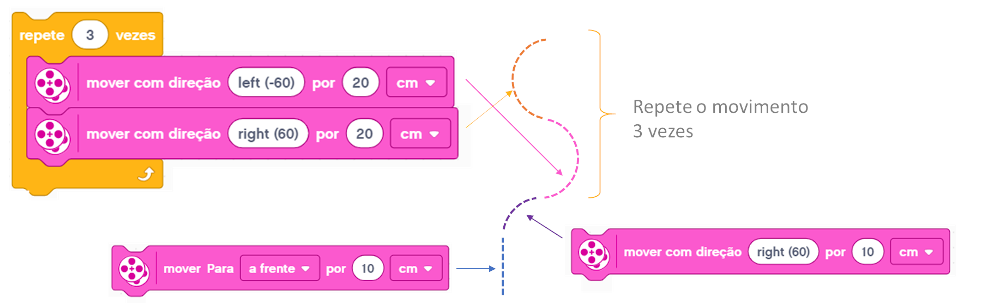 repete 3 vezes
mover com direção left (-60) por 20 cm
mover com direção right (60) por 20 cm
Repete o movimento
3 vezes
mover com direção right (60) por 10 cm
mover Para a frente por 10 cm